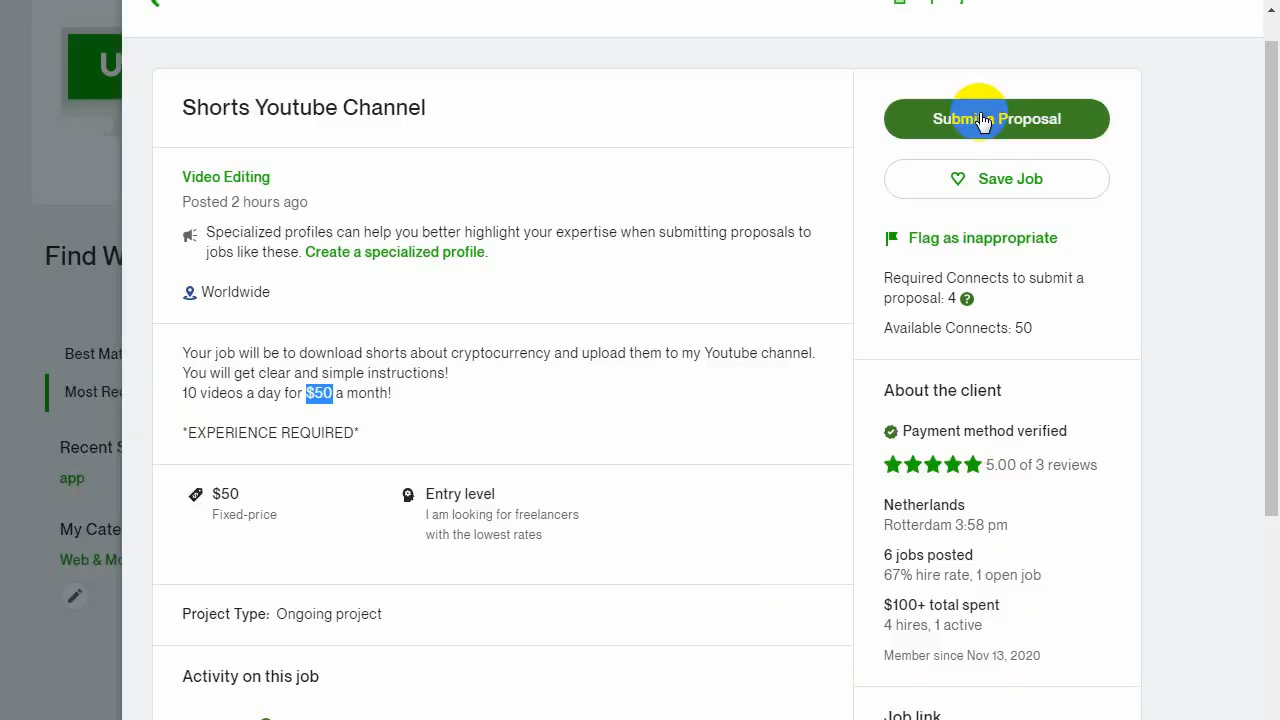 U
Find W
Best Mat
Most Re
Recent S
app
My Cate
Web & Mo
Shorts Youtube Channel
Video Editing
Posted 2 hours ago
Specialized profiles can help you better highlight your expertise when submitting proposals to
jobs like these. Create a specialized profile.
Worldwide
Your job will be to download shorts about cryptocurrency and upload them to my Youtube channel.
You will get clear and simple instructions!
10 videos a day for $50 a month!
*EXPERIENCE REQUIRED*
$50
Fixed-price
Entry level
I am looking for freelancers
with the lowest rates
Project Type: Ongoing project
Activity on this job
Submit a Proposal
Save Job
Flag as inappropriate
Required Connects to submit a
proposal: 4
Available Connects: 50
About the client
Payment method verified
5.00 of 3 reviews
Netherlands
Rotterdam 3:58 pm
6 jobs posted
67% hire rate, 1 open job
$100+ total spent
4 hires, 1 active
Member since Nov 13, 2020
Job link